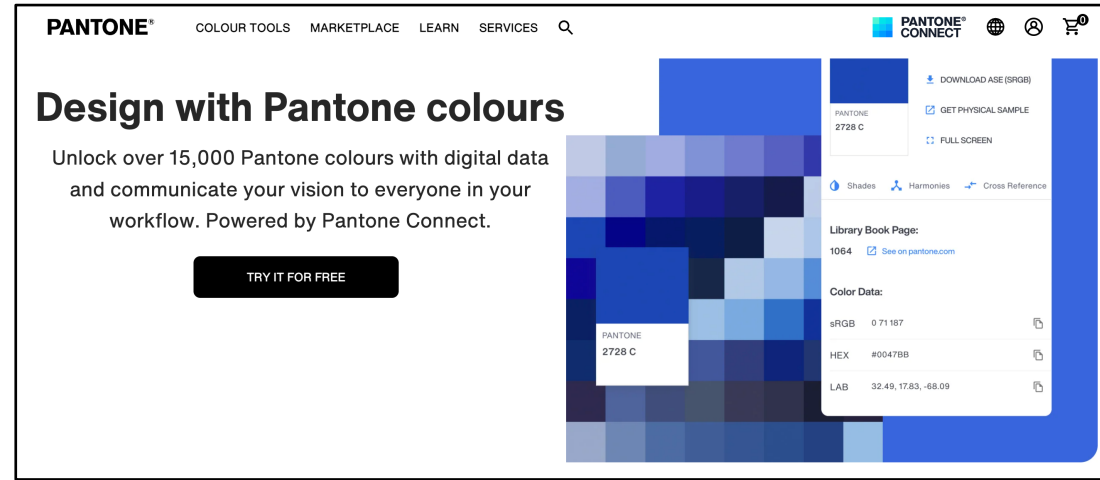 PANTONE®
COLOUR TOOLS MARKETPLACE LEARN SERVICES
PANTONE®
CONNECT
0
Design with Pantone colours
Unlock over 15,000 Pantone colours with digital data
and communicate your vision to everyone in your
workflow. Powered by Pantone Connect.
TRY IT FOR FREE
PANTONE
2728 C
PANTONE
2728 C
DOWNLOAD ASE (SRGB)
GET PHYSICAL SAMPLE
FULL SCREEN
Shades Harmonies Cross Reference
Library Book Page:
1064 See on pantone.com
Color Data:
sRGB 0 71 187
HEX #0047BB
LAB 32.49, 17.83, -68.09